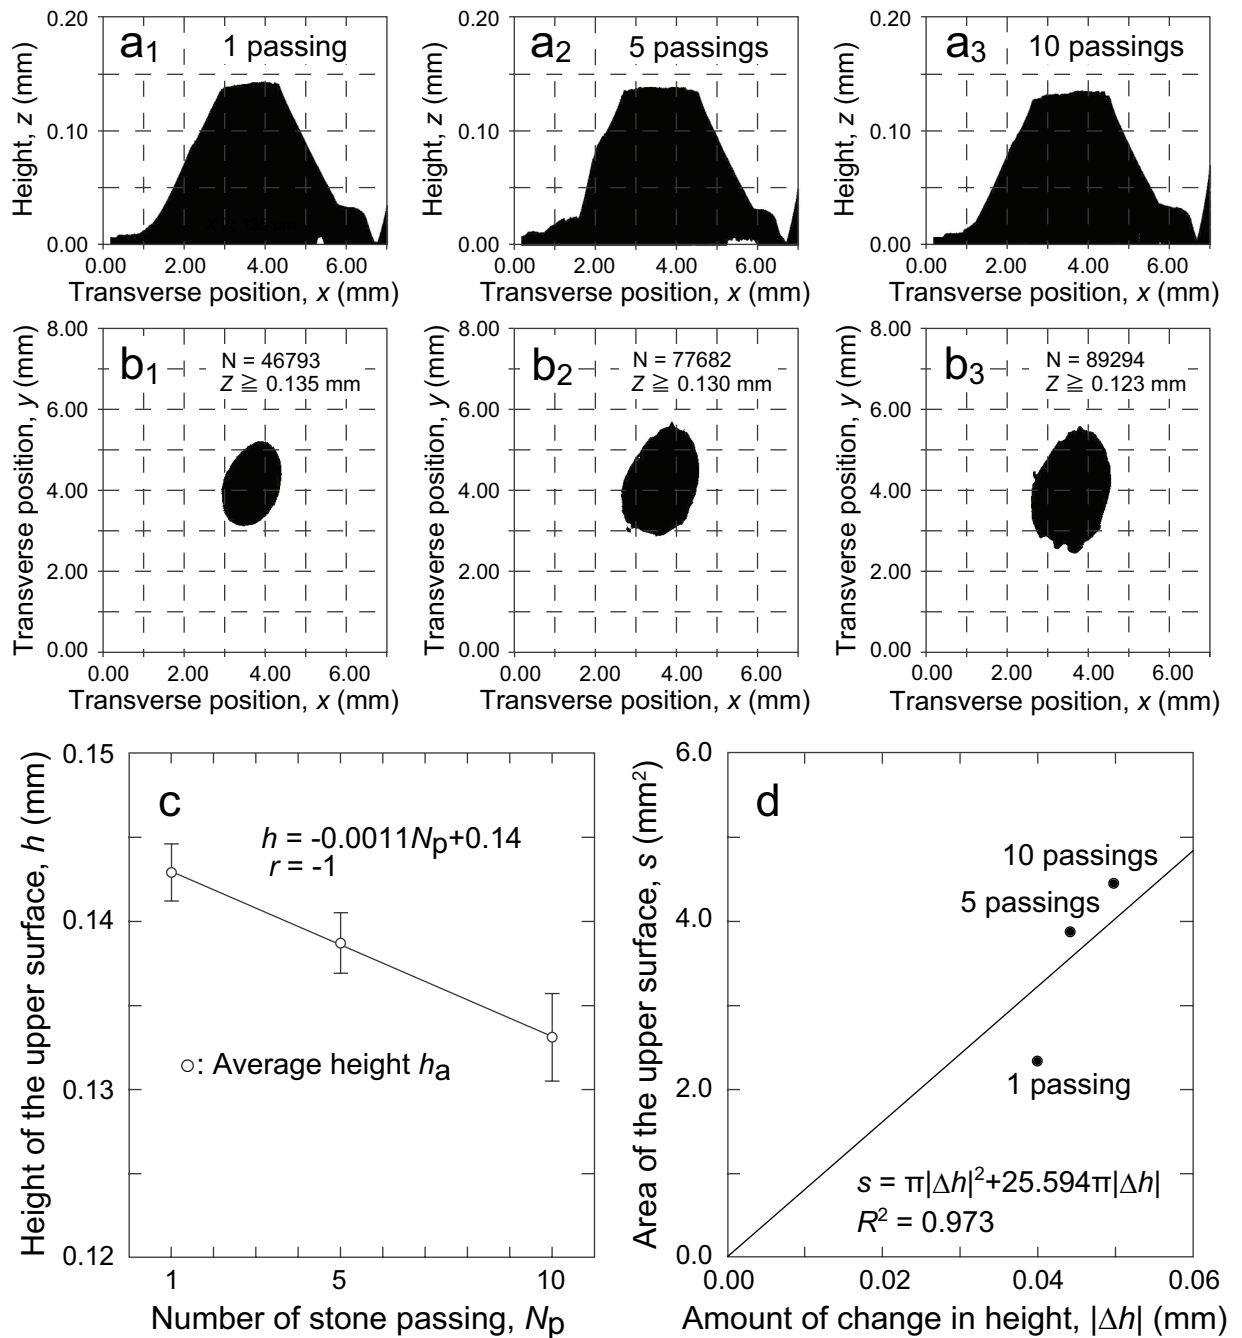 a1 1 passing
0.20
0.10
0.00
Height, z (mm)
0.00 2.00 4.00 6.00
Transverse position, x (mm)
a2 5 passings
0.20
0.10
0.00
Height, z (mm)
0.00 2.00 4.00 6.00
Transverse position, x (mm)
a3 10 passings
0.20
0.10
0.00
Height, z (mm)
0.00 2.00 4.00 6.00
Transverse position, x (mm)
b1
N = 46793
Z ≧ 0.135 mm
8.00
6.00
4.00
2.00
0.00
Transverse position, y (mm)
0.00 2.00 4.00 6.00
Transverse position, x (mm)
b2
N = 77682
Z ≧ 0.130 mm
8.00
6.00
4.00
2.00
0.00
Transverse position, y (mm)
0.00 2.00 4.00 6.00
Transverse position, x (mm)
b3
N = 89294
Z ≧ 0.123 mm
8.00
6.00
4.00
2.00
0.00
Transverse position, y (mm)
0.00 2.00 4.00 6.00
Transverse position, x (mm)
c
h = -0.0011Np+0.14
r = -1
○: Average height ha
0.15
0.14
0.13
0.12
Height of the upper surface, h (mm)
1 5 10
Number of stone passing, Np
d
10 passings
5 passings
1 passing
s = π|Δh|²+25.594π|Δh|
R² = 0.973
6.0
4.0
2.0
0.0
Area of the upper surface, s (mm²)
0.00 0.02 0.04 0.06
Amount of change in height, |Δh| (mm)